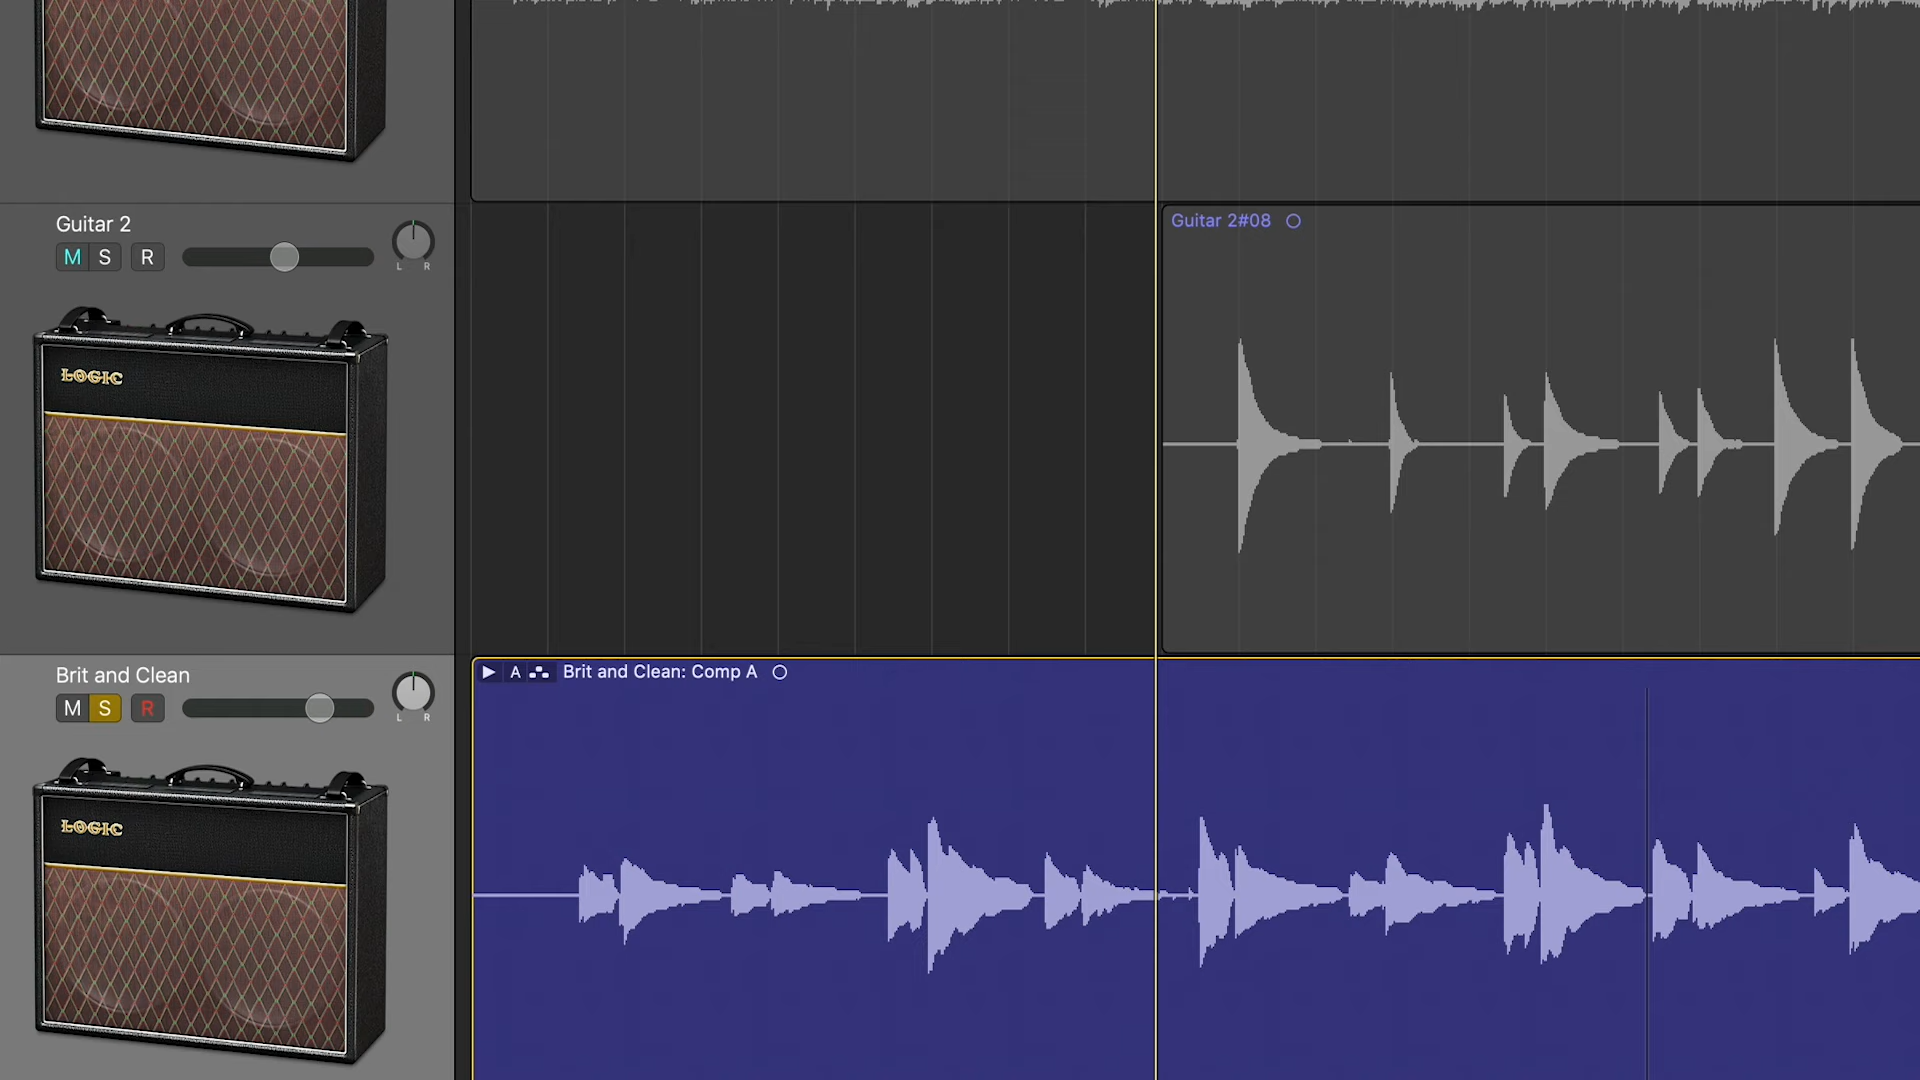 Guitar 2
M S R
L R
LOGIC
Guitar 2#08
Brit and Clean
M S R
L R
LOGIC
A Brit and Clean: Comp A